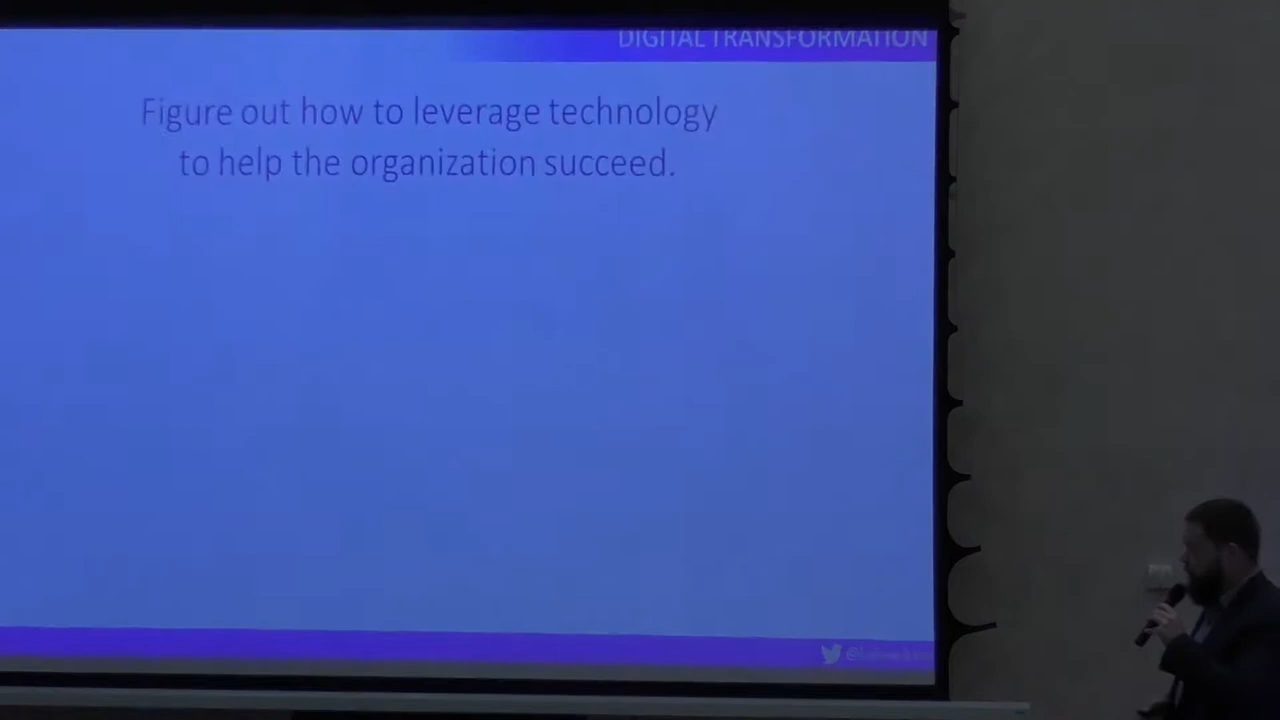 DIGITAL TRANSFORMATION
Figure out how to leverage technology
to help the organization succeed.